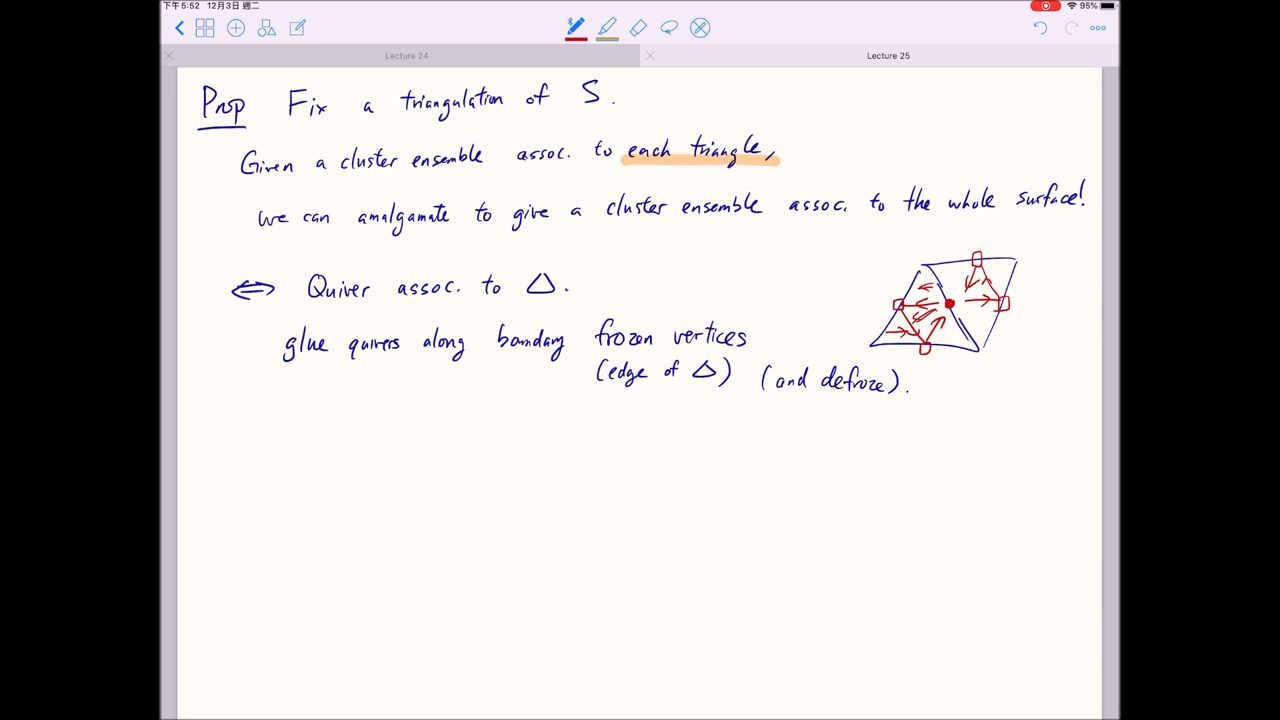 下午5:52 12月3日 週二
95%
Lecture 24
Lecture 25
Prop Fix a triangulation of S.
Given a cluster ensemble assoc. to each triangle,
we can amalgamate to give a cluster ensemble assoc. to the whole surface!
⟺ Quiver assoc. to △.
glue quivers along boundary frozen vertices
(edge of △) (and defroze).